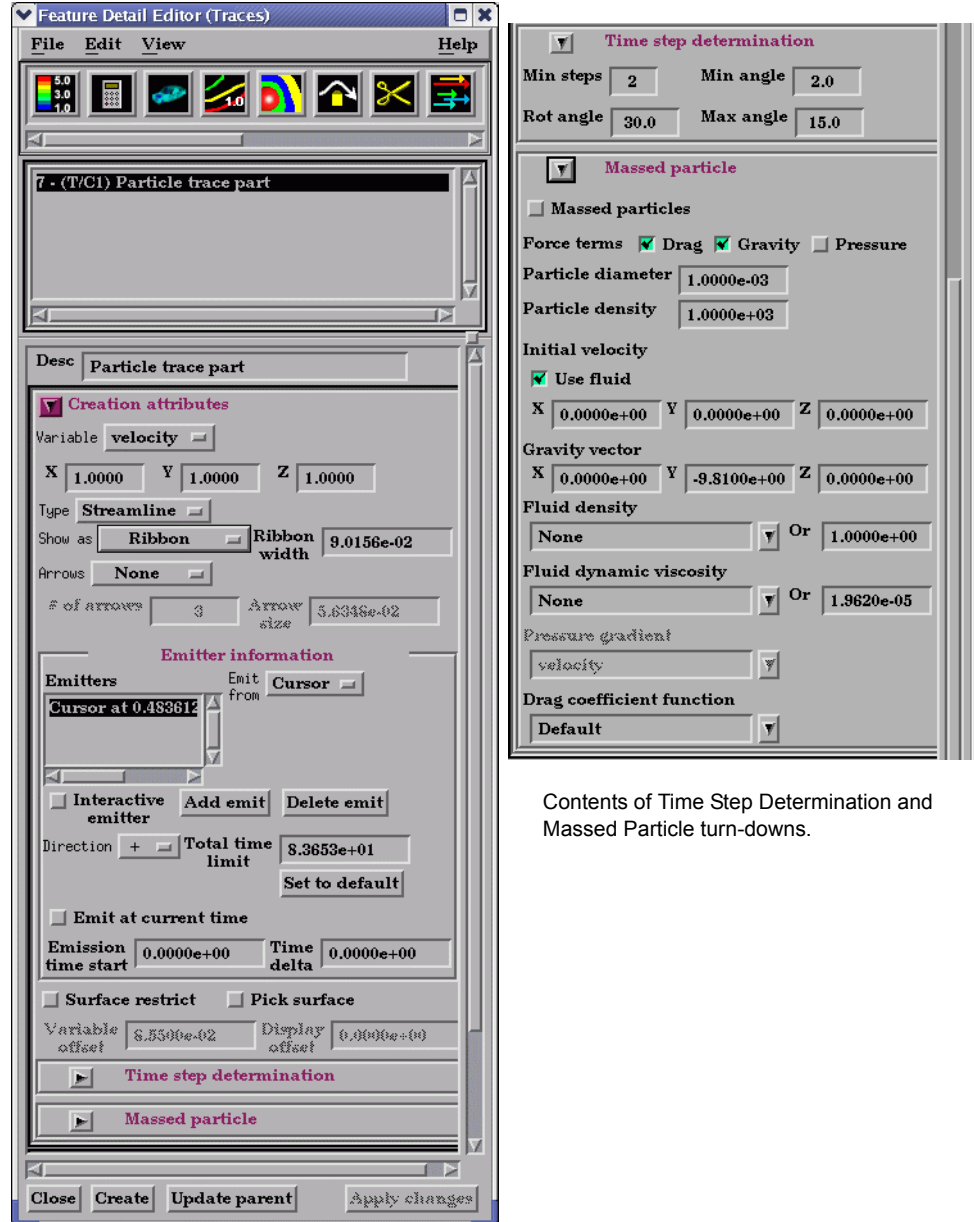 Feature Detail Editor (Traces)
File Edit View Help
5.0
3.0
1.0
1.0
7 - (T/C1) Particle trace part
Desc Particle trace part
Creation attributes
Variable velocity
X 1.0000 Y 1.0000 Z 1.0000
Type Streamline
Show as Ribbon Ribbon width 9.0156e-02
Arrows None
# of arrows 3 Arrow size 5.6348e-02
Emitter information
Emitters Emit from Cursor
Cursor at 0.483612
Interactive emitter Add emit Delete emit
Direction + Total time limit 8.3653e+01
Set to default
Emit at current time
Emission time start 0.0000e+00 Time delta 0.0000e+00
Surface restrict Pick surface
Variable offset 8.5500e-02 Display offset 0.0000e+00
Time step determination
Massed particle
Close Create Update parent Apply changes
Time step determination
Min steps 2 Min angle 2.0
Rot angle 30.0 Max angle 15.0
Massed particle
Massed particles
Force terms Drag Gravity Pressure
Particle diameter 1.0000e-03
Particle density 1.0000e+03
Initial velocity
Use fluid
X 0.0000e+00 Y 0.0000e+00 Z 0.0000e+00
Gravity vector
X 0.0000e+00 Y -9.8100e+00 Z 0.0000e+00
Fluid density
None Or 1.0000e+00
Fluid dynamic viscosity
None Or 1.9620e-05
Pressure gradient
velocity
Drag coefficient function
Default
Contents of Time Step Determination and
Massed Particle turn-downs.